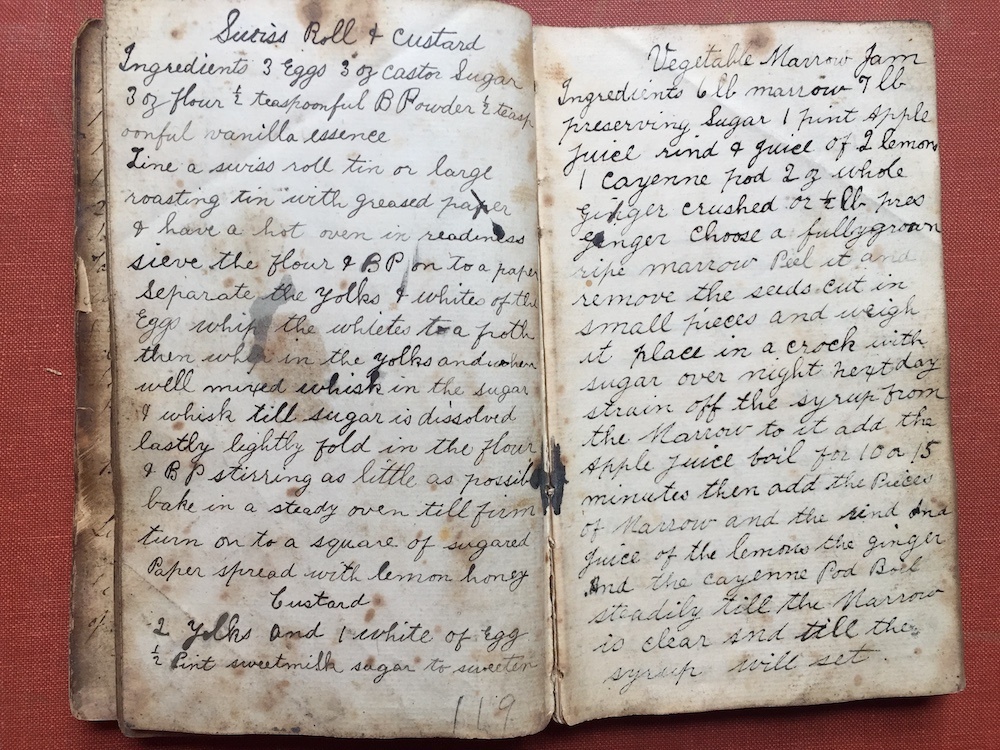 Swiss Roll & Custard
Ingredients 3 Eggs 3 oz Castor Sugar
3 oz flour ½ teaspoonful B Powder ½ teasp
oonful vanilla essence
Line a swiss roll tin or large
roasting tin with greased paper
& have a hot oven in readiness
sieve the flour & BP on to a paper
Separate the Yolks & whites of the
Eggs whip the whites to a froth
then in the yolks and when
well mixed whisk in the sugar
& whisk till sugar is dissolved
lastly lightly fold in the flour
& BP stirring as little as possib
bake in a steady oven till firm
turn on to a square of sugared
Paper spread with lemon honey
Custard
2 Yolks and 1 white of Egg
½ Pint sweetmilk sugar to sweeten
119
Vegetable Marrow Jam
Ingredients 6 lb marrow 7 lb
preserving Sugar 1 pint Apple
Juice rind & juice of 2 lemons
1 Cayenne pod 2 oz whole
Ginger crushed or lb pres
Ginger Choose a fullygrown
ripe marrow Peel it and
remove the seeds cut in
small pieces and weigh
it place in a crock with
sugar over night next day
strain off the syrup from
the Marrow to it add the
Apple Juice boil for 10 or 15
minutes then add the Pieces
of Marrow and the rind and
Juice of the lemons the ginger
And the cayenne Pod Boil
steadily till the Marrow
is clear and till the
syrup will set.